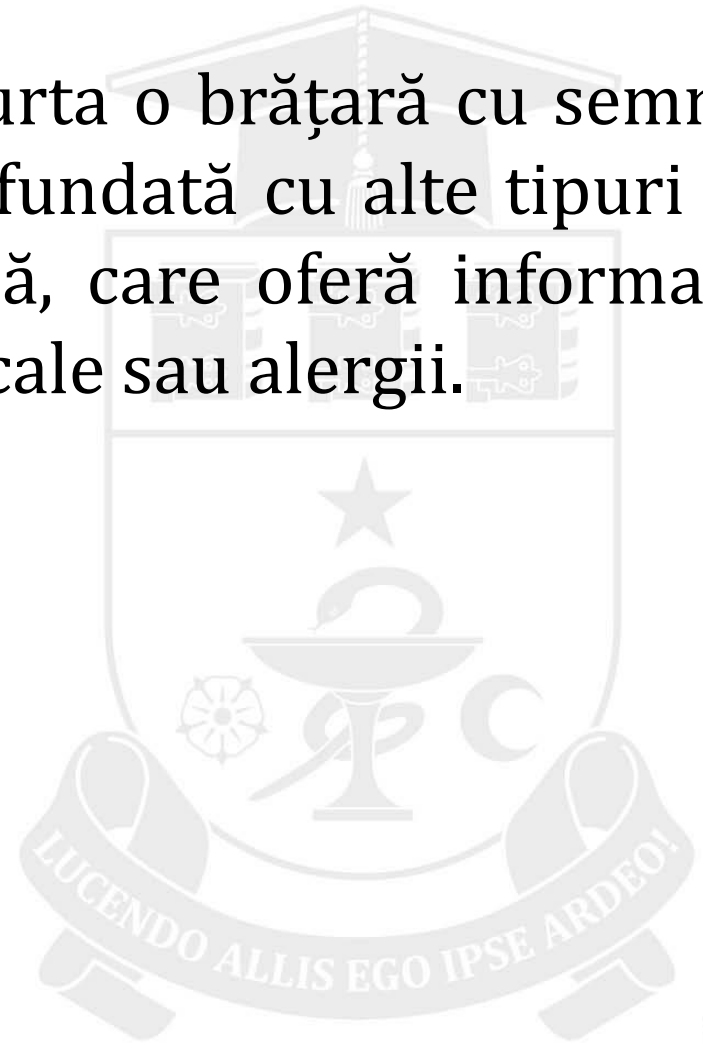 urta o brățară cu semn
fundată cu alte tipuri
ă, care oferă informa
cale sau alergii.
LUCENDO ALLIS EGO IPSE ARDEO!